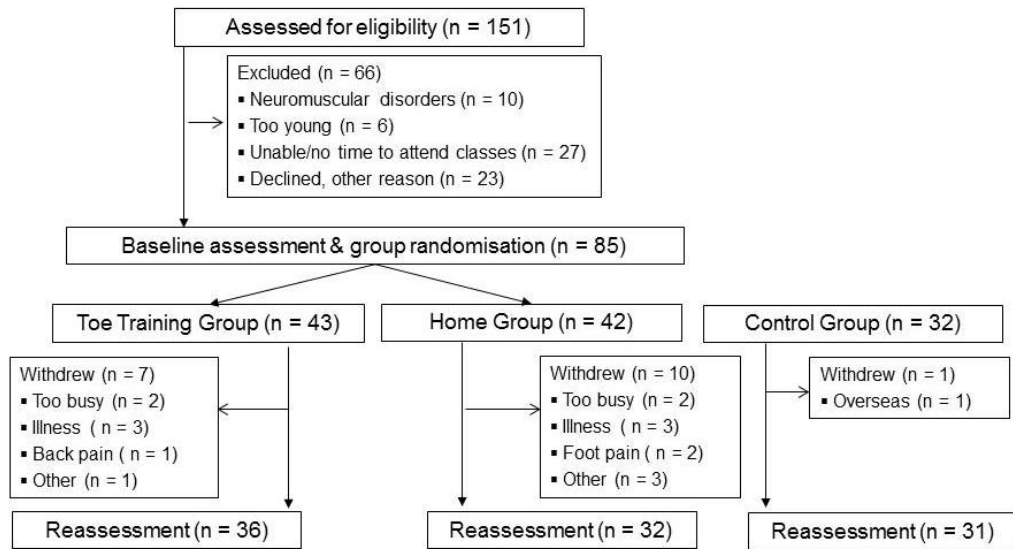 Assessed for eligibility (n = 151)
Excluded (n = 66)
▪ Neuromuscular disorders (n = 10)
▪ Too young (n = 6)
▪ Unable/no time to attend classes (n = 27)
▪ Declined, other reason (n = 23)
Baseline assessment & group randomisation (n = 85)
Toe Training Group (n = 43)
Home Group (n = 42)
Control Group (n = 32)
Withdrew (n = 7)
▪ Too busy (n = 2)
▪ Illness ( n = 3)
▪ Back pain ( n = 1)
▪ Other (n = 1)
Withdrew (n = 10)
▪ Too busy (n = 2)
▪ Illness (n = 3)
▪ Foot pain ( n = 2)
▪ Other (n = 3)
Withdrew (n = 1)
▪ Overseas (n = 1)
Reassessment (n = 36)
Reassessment (n = 32)
Reassessment (n = 31)